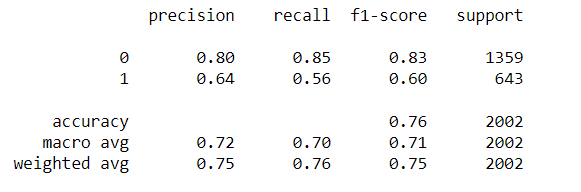 precision recall f1-score support
0 0.80 0.85 0.83 1359
1 0.64 0.56 0.60 643
accuracy 0.76 2002
macro avg 0.72 0.70 0.71 2002
weighted avg 0.75 0.76 0.75 2002